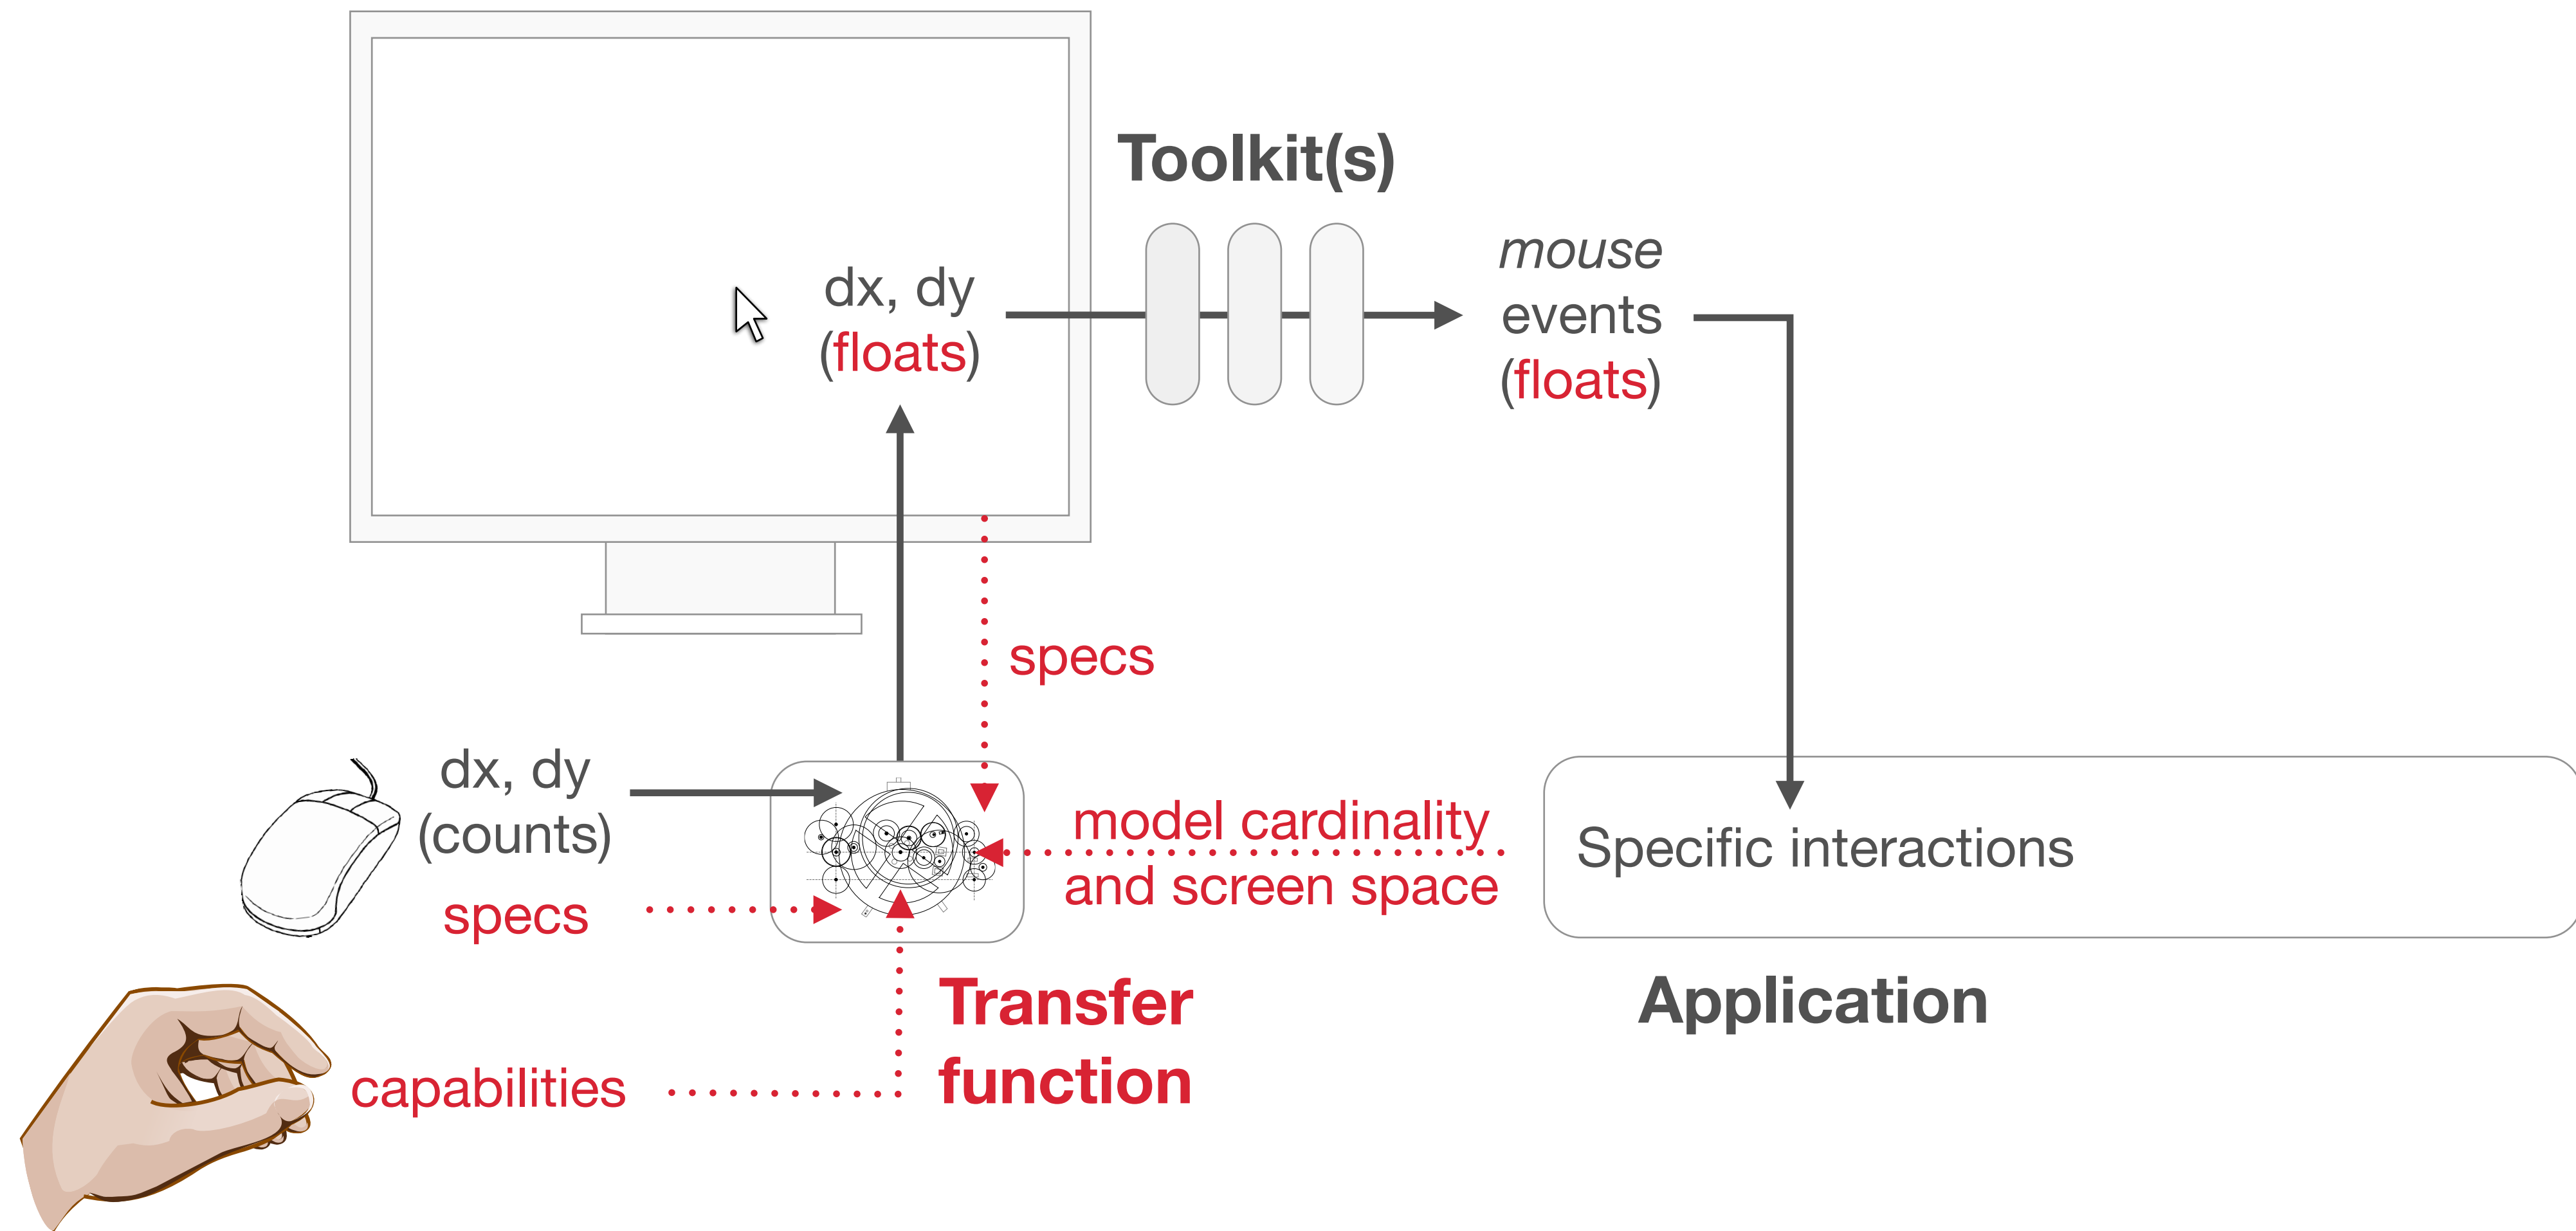 Toolkit(s)
mouse
events
(floats)
dx, dy
(floats)
specs
dx, dy
(counts)
specs
model cardinality
and screen space
Specific interactions
Transfer
function
Application
capabilities